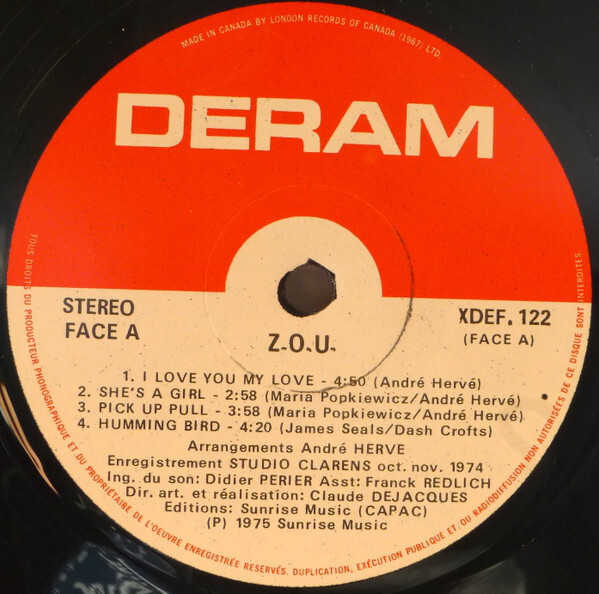 MADE IN CANADA BY LONDON RECORDS OF CANADA (1967) LTD.
DERAM
STEREO
FACE A
Z.O.U.
XDEF. 122
(FACE A)
1. I LOVE YOU MY LOVE - 4:50 (André Hervé)
2. SHE'S A GIRL - 2:58 (Maria Popkiewicz/André Hervé)
3. PICK UP PULL - 3:58 (Maria Popkiewicz/André Hervé)
4. HUMMING BIRD - 4:20 (James Seals/Dash Crofts)
Arrangements André HERVE
Enregistrement STUDIO CLARENS oct. nov. 1974
Ing. du son: Didier PERIER Asst: Franck REDLICH
Dir. art. et réalisation: Claude DEJACQUES
Editions: Sunrise Music (CAPAC)
(P) 1975 Sunrise Music
TOUS DROITS DU PRODUCTEUR PHONOGRAPHIQUE ET DU PROPRIÉTAIRE DE L'OEUVRE ENREGISTRÉE RESERVÉS. DUPLICATION, EXÉCUTION PUBLIQUE ET/OU RADIODIFFUSION NON AUTORISÉES DE CE DISQUE SONT INTERDITES.